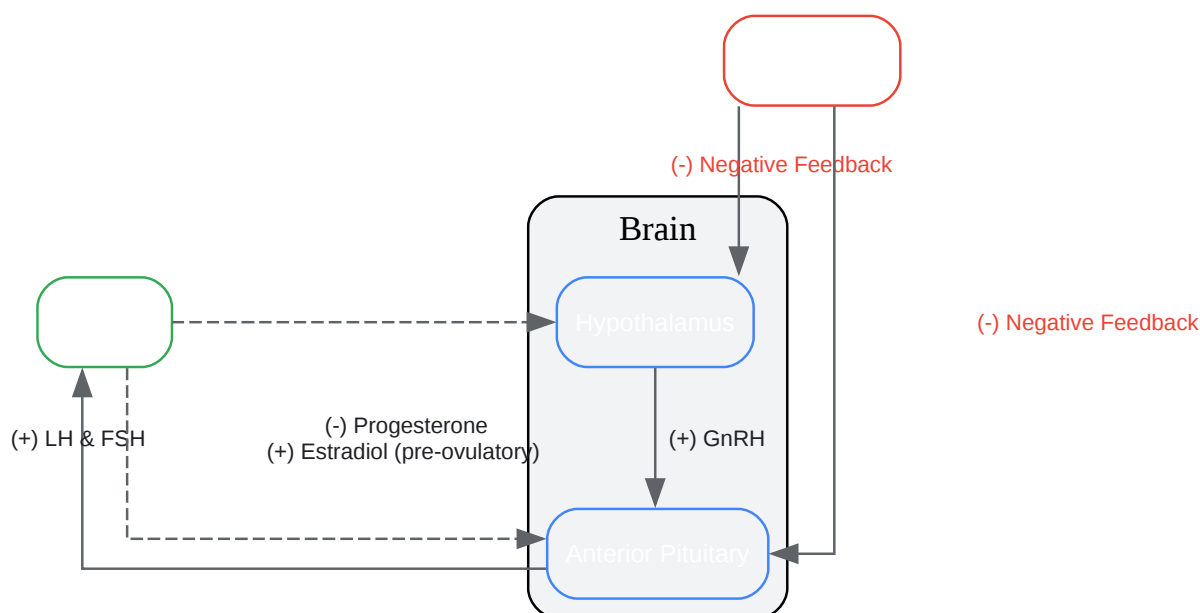 (-) Negative Feedback
Brain
Hypothalamus
(-) Negative Feedback
(-) Progesterone
(+) Estradiol (pre-ovulatory)
(+) LH & FSH
(+) GnRH
Anterior Pituitary